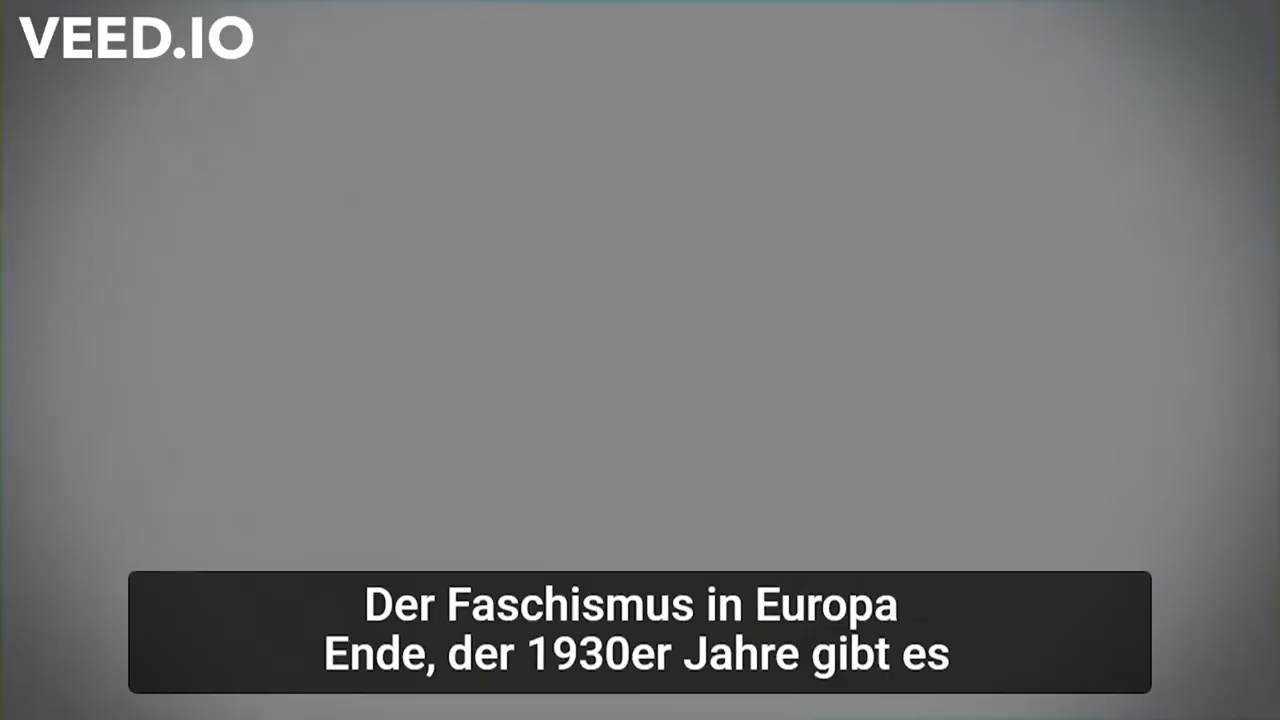 VEED.IO
Der Faschismus in Europa
Ende, der 1930er Jahre gibt es